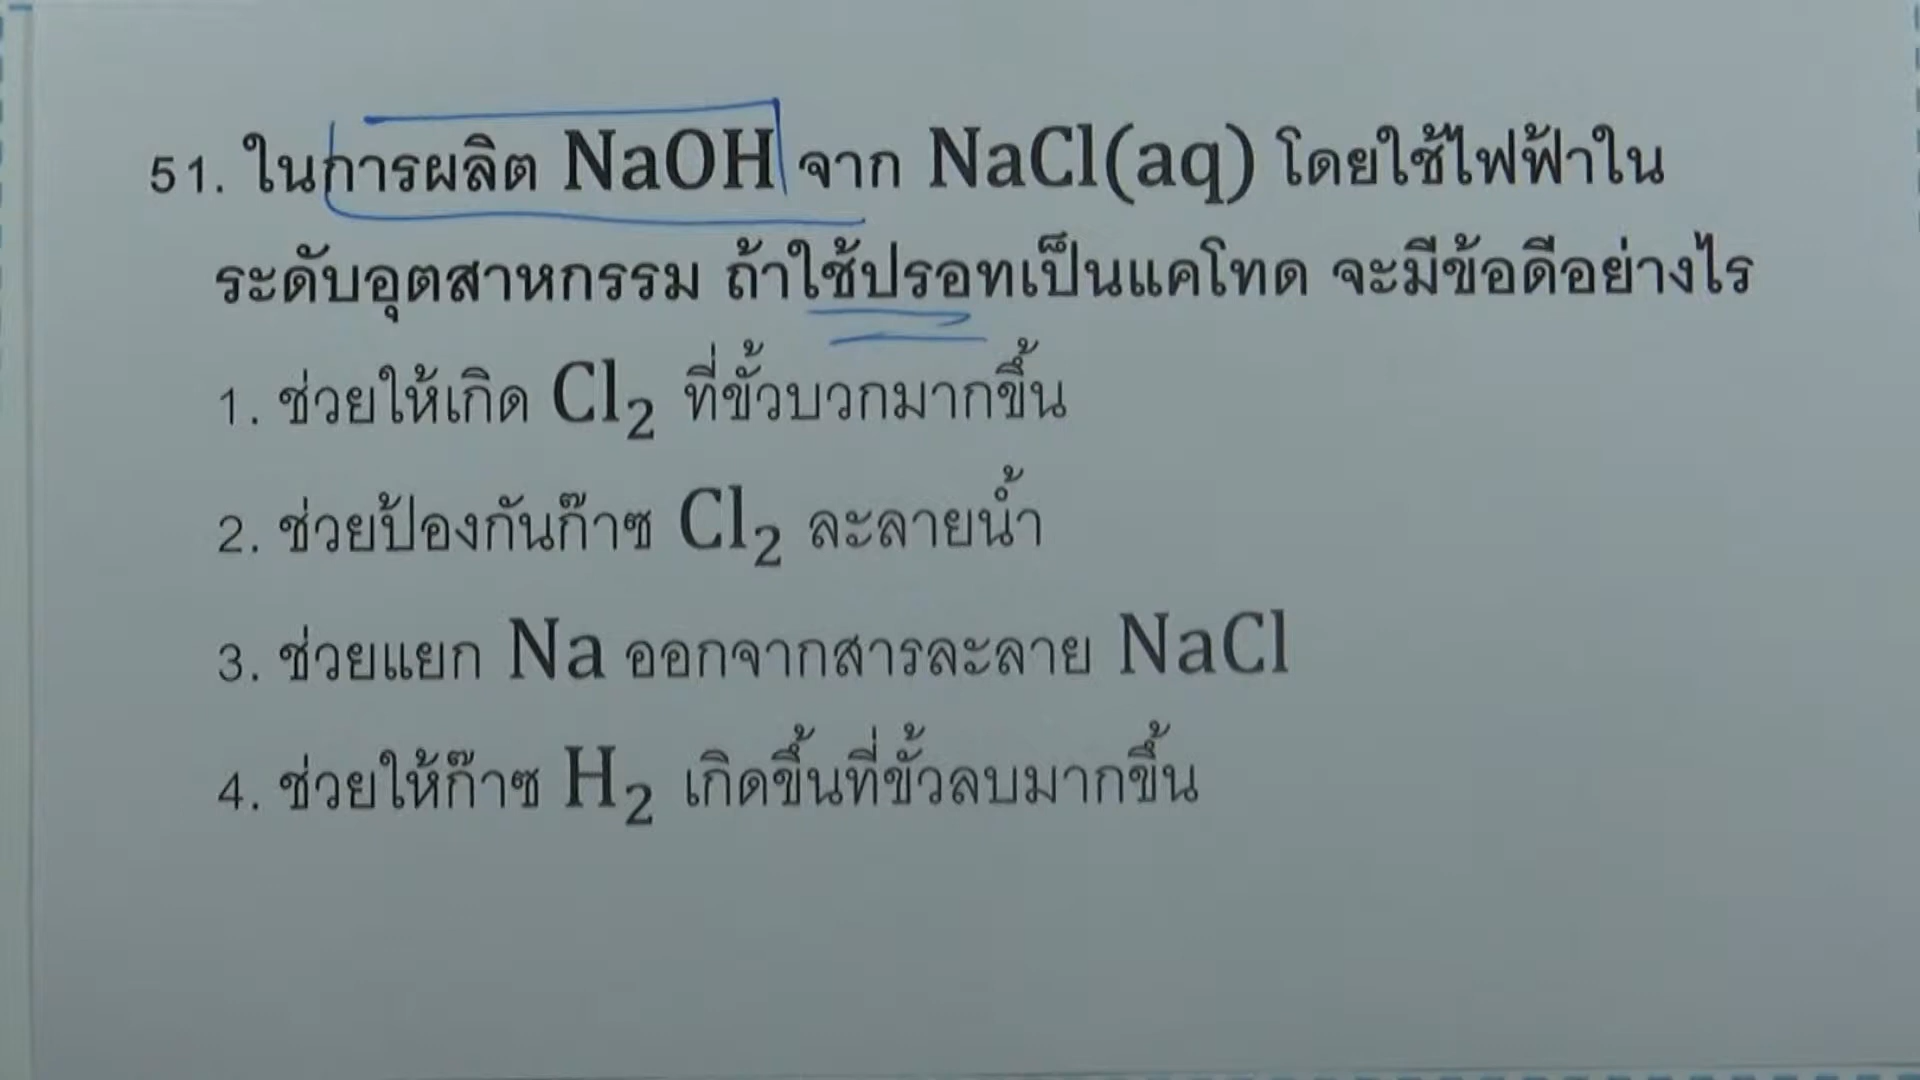 51. ในการผลิต NaOH จาก NaCl(aq) โดยใช้ไฟฟ้าใน
ระดับอุตสาหกรรม ถ้าใช้ปรอทเป็นแคโทด จะมีข้อดีอย่างไร
1. ช่วยให้เกิด Cl₂ ที่ขั้วบวกมากขึ้น
2. ช่วยป้องกันก๊าซ Cl₂ ละลายน้ำ
3. ช่วยแยก Na ออกจากสารละลาย NaCl
4. ช่วยให้ก๊าซ H₂ เกิดขึ้นที่ขั้วลบมากขึ้น